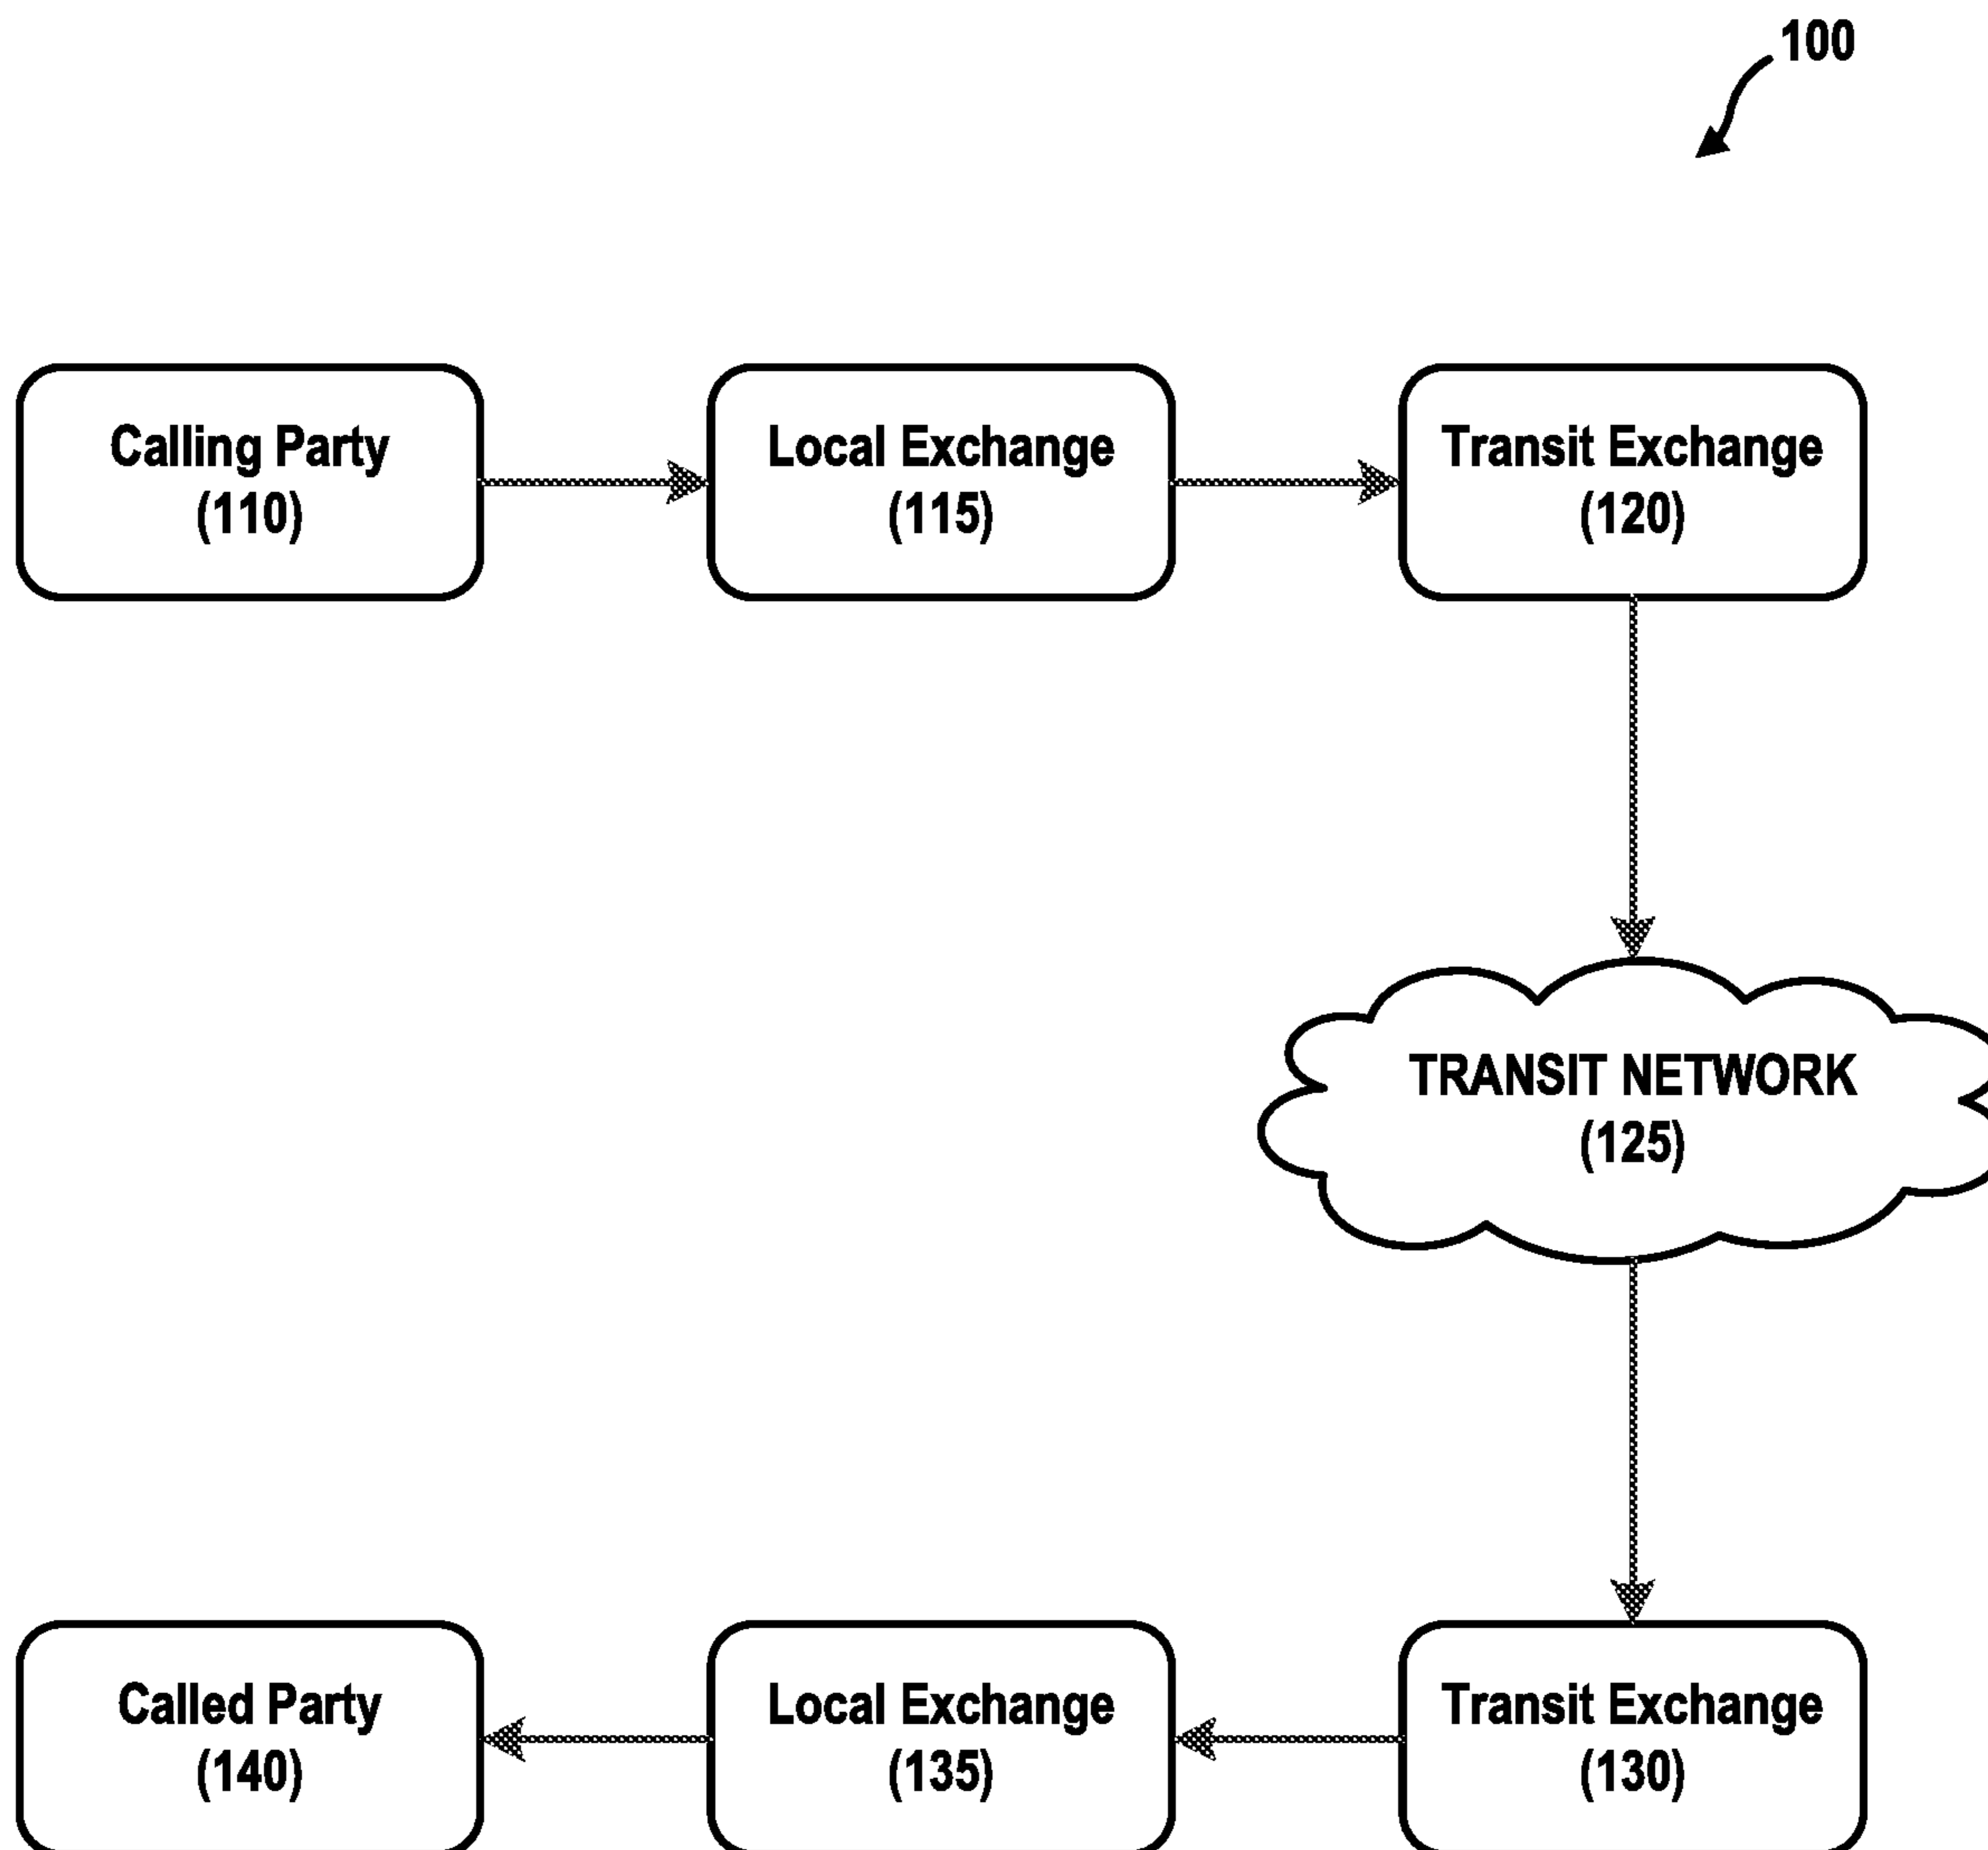 100
Calling Party
(110)
Local Exchange
(115)
Transit Exchange
(120)
TRANSIT NETWORK
(125)
Called Party
(140)
Local Exchange
(135)
Transit Exchange
(130)